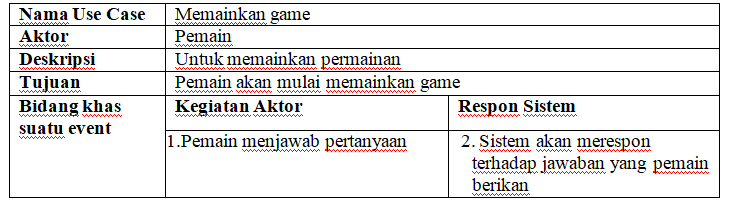 Nama Use Case Memainkan game
Aktor Pemain
Deskripsi Untuk memainkan permainan
Tujuan Pemain akan mulai memainkan game
Bidang khas suatu event Kegiatan Aktor Respon Sistem
1.Pemain menjawab pertanyaan 2. Sistem akan merespon
terhadap jawaban yang pemain
berikan